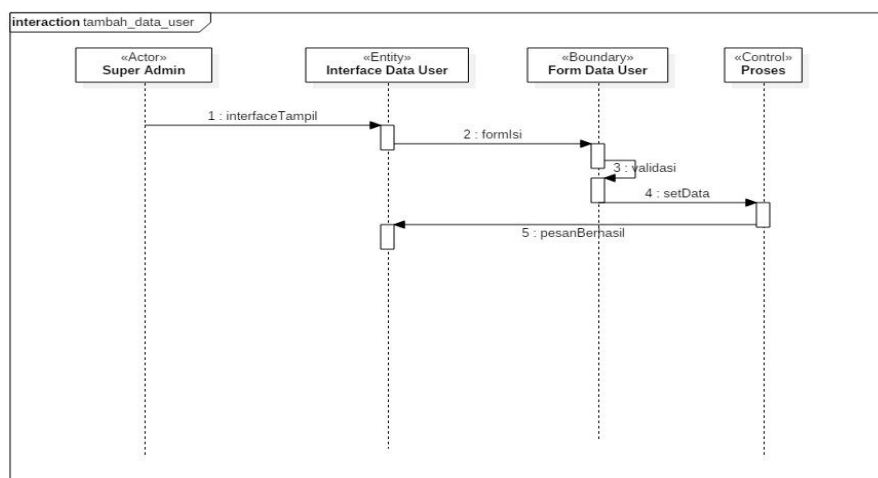 interaction tambah_data_user
«Actor»
Super Admin
«Entity»
Interface Data User
«Boundary»
Form Data User
«Control»
Proses
1 : interfaceTampil
2 : formIsi
3 : validasi
4 : setData
5 : pesanBerhasil